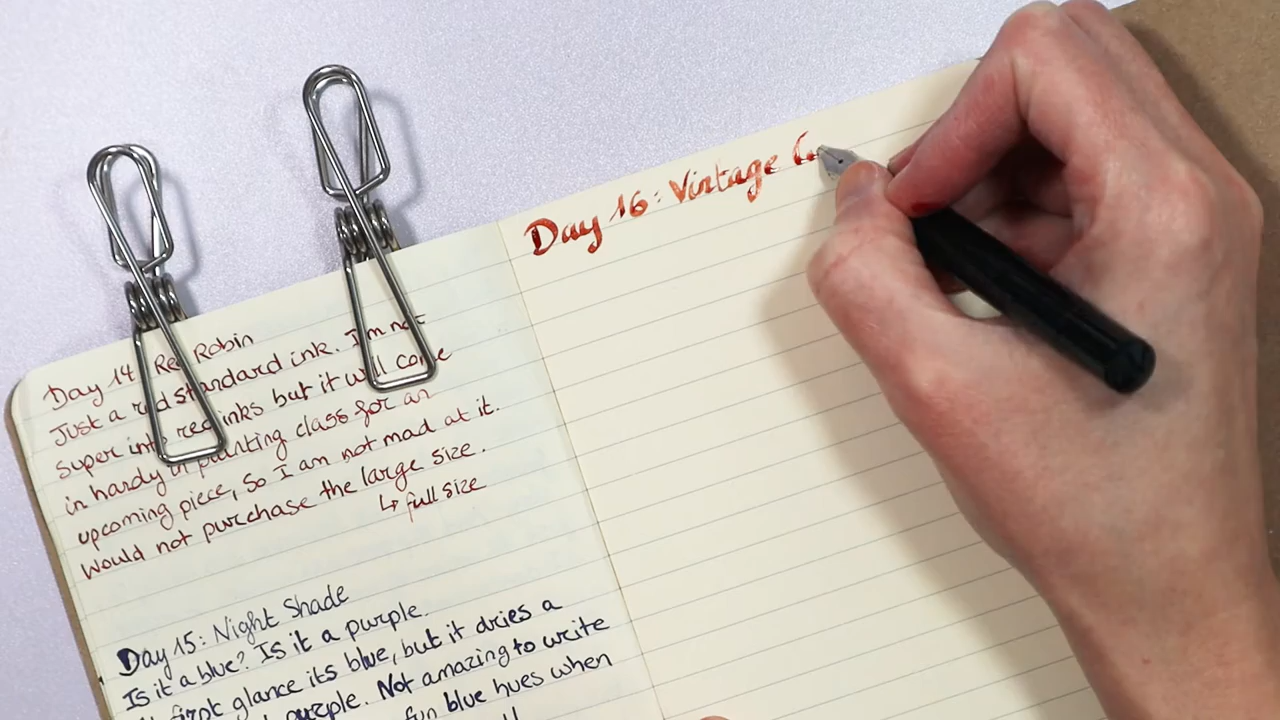 Day 14 Red Robin
Just a red standard ink. I'm not
super into red inks but it will come
in handy in painting class for an
upcoming piece, so I am not mad at it.
Would not purchase the large size.
↳ full size
Day 15: Night Shade
Is it a blue? Is it a purple.
first glance its blue, but it dries a
purple. Not amazing to write
fun blue hues when
Day 16: Vintage C